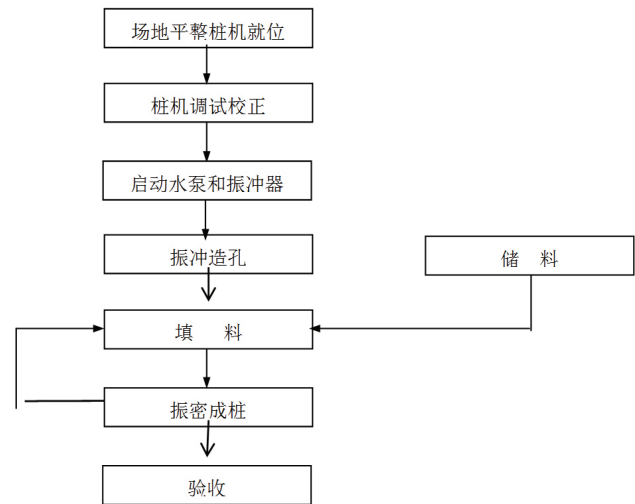 场地平整桩机就位
桩机调试校正
启动水泵和振冲器
振冲造孔
储 料
填 料
振密成桩
验收